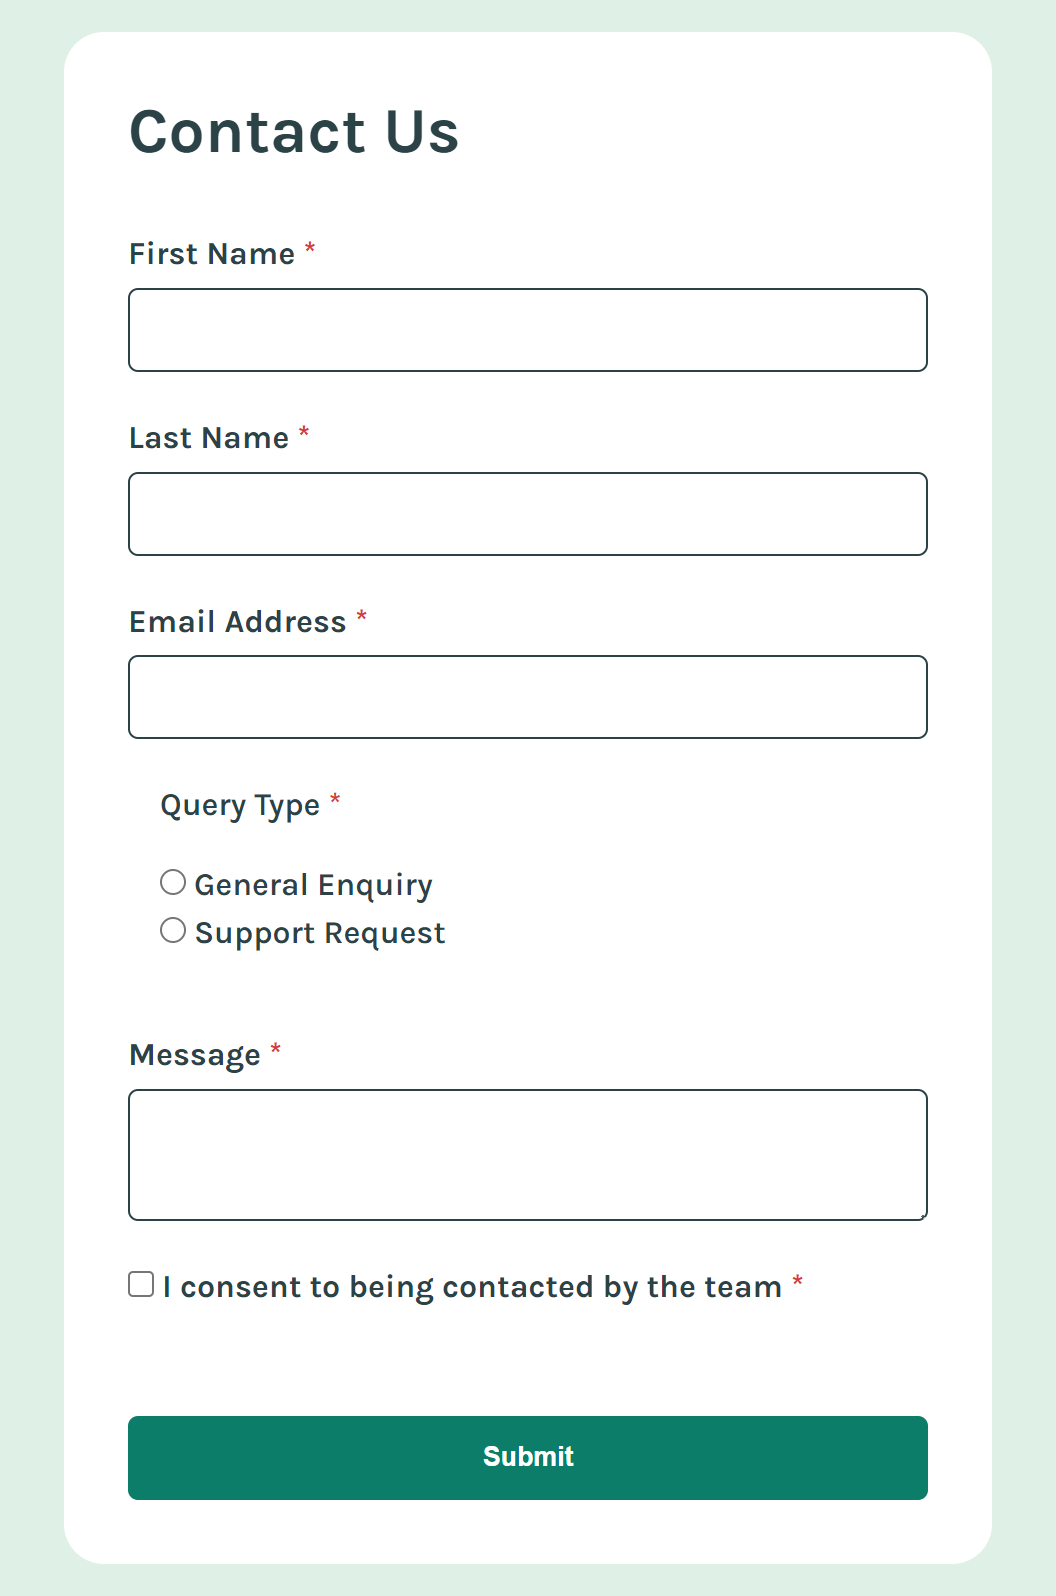 Contact Us
First Name *
Last Name *
Email Address *
Query Type *
General Enquiry
Support Request
Message *
I consent to being contacted by the team *
Submit